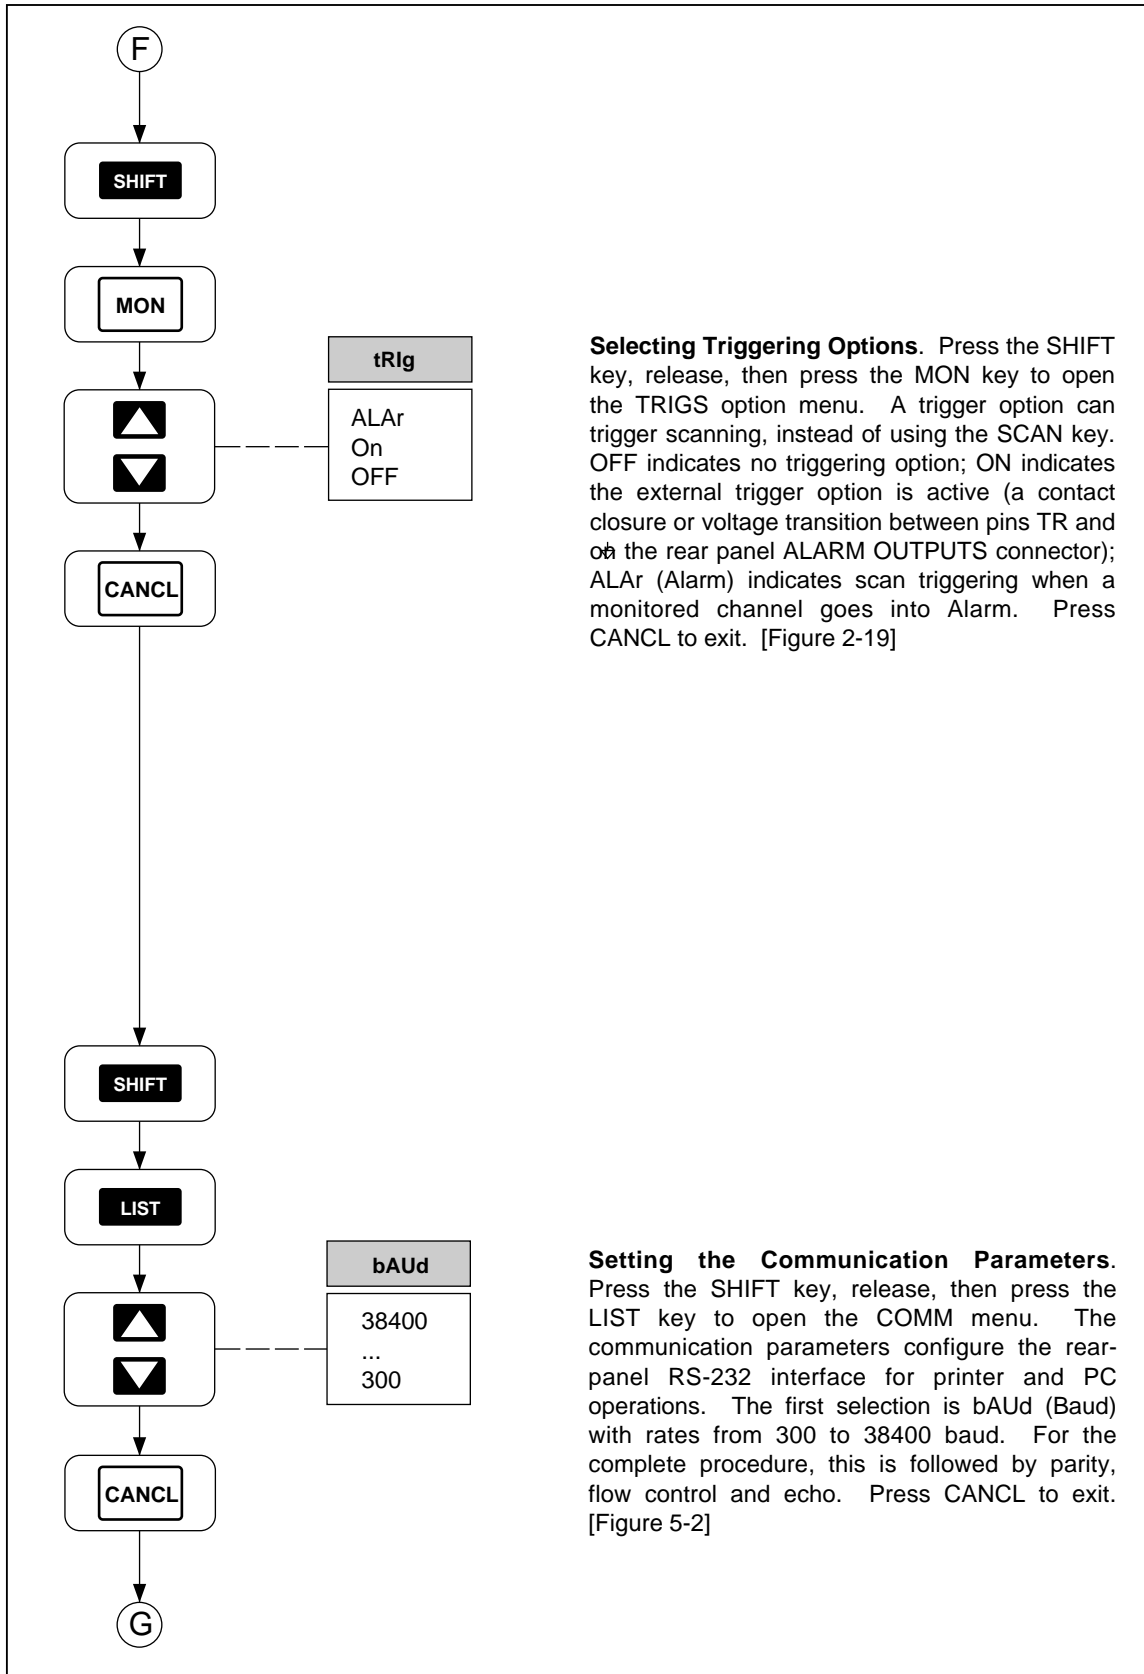 F
SHIFT
MON
tRIg
ALAr
On
OFF
CANCL
Selecting Triggering Options. Press the SHIFT
key, release, then press the MON key to open
the TRIGS option menu. A trigger option can
trigger scanning, instead of using the SCAN key.
OFF indicates no triggering option; ON indicates
the external trigger option is active (a contact
closure or voltage transition between pins TR and
on the rear panel ALARM OUTPUTS connector);
ALAr (Alarm) indicates scan triggering when a
monitored channel goes into Alarm. Press
CANCL to exit. [Figure 2-19]
SHIFT
LIST
bAUd
38400
...
300
CANCL
Setting the Communication Parameters.
Press the SHIFT key, release, then press the
LIST key to open the COMM menu. The
communication parameters configure the rear-
panel RS-232 interface for printer and PC
operations. The first selection is bAUd (Baud)
with rates from 300 to 38400 baud. For the
complete procedure, this is followed by parity,
flow control and echo. Press CANCL to exit.
[Figure 5-2]
G